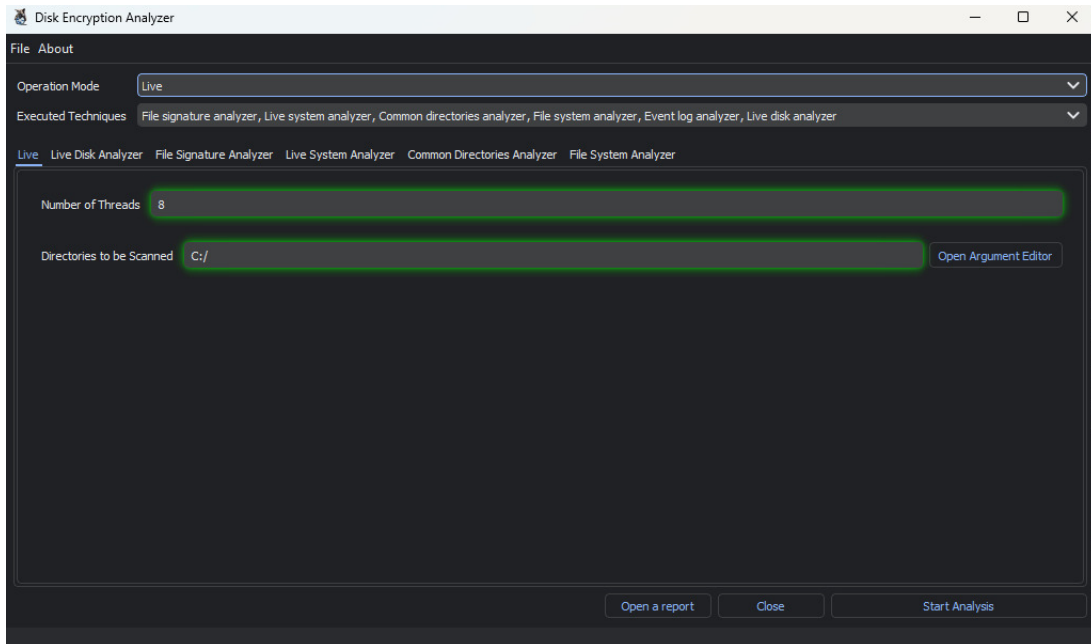 Disk Encryption Analyzer
File About
Operation Mode Live
Executed Techniques File signature analyzer, Live system analyzer, Common directories analyzer, File system analyzer, Event log analyzer, Live disk analyzer
Live Live Disk Analyzer File Signature Analyzer Live System Analyzer Common Directories Analyzer File System Analyzer
Number of Threads 8
Directories to be Scanned C:/ Open Argument Editor
Open a report Close Start Analysis